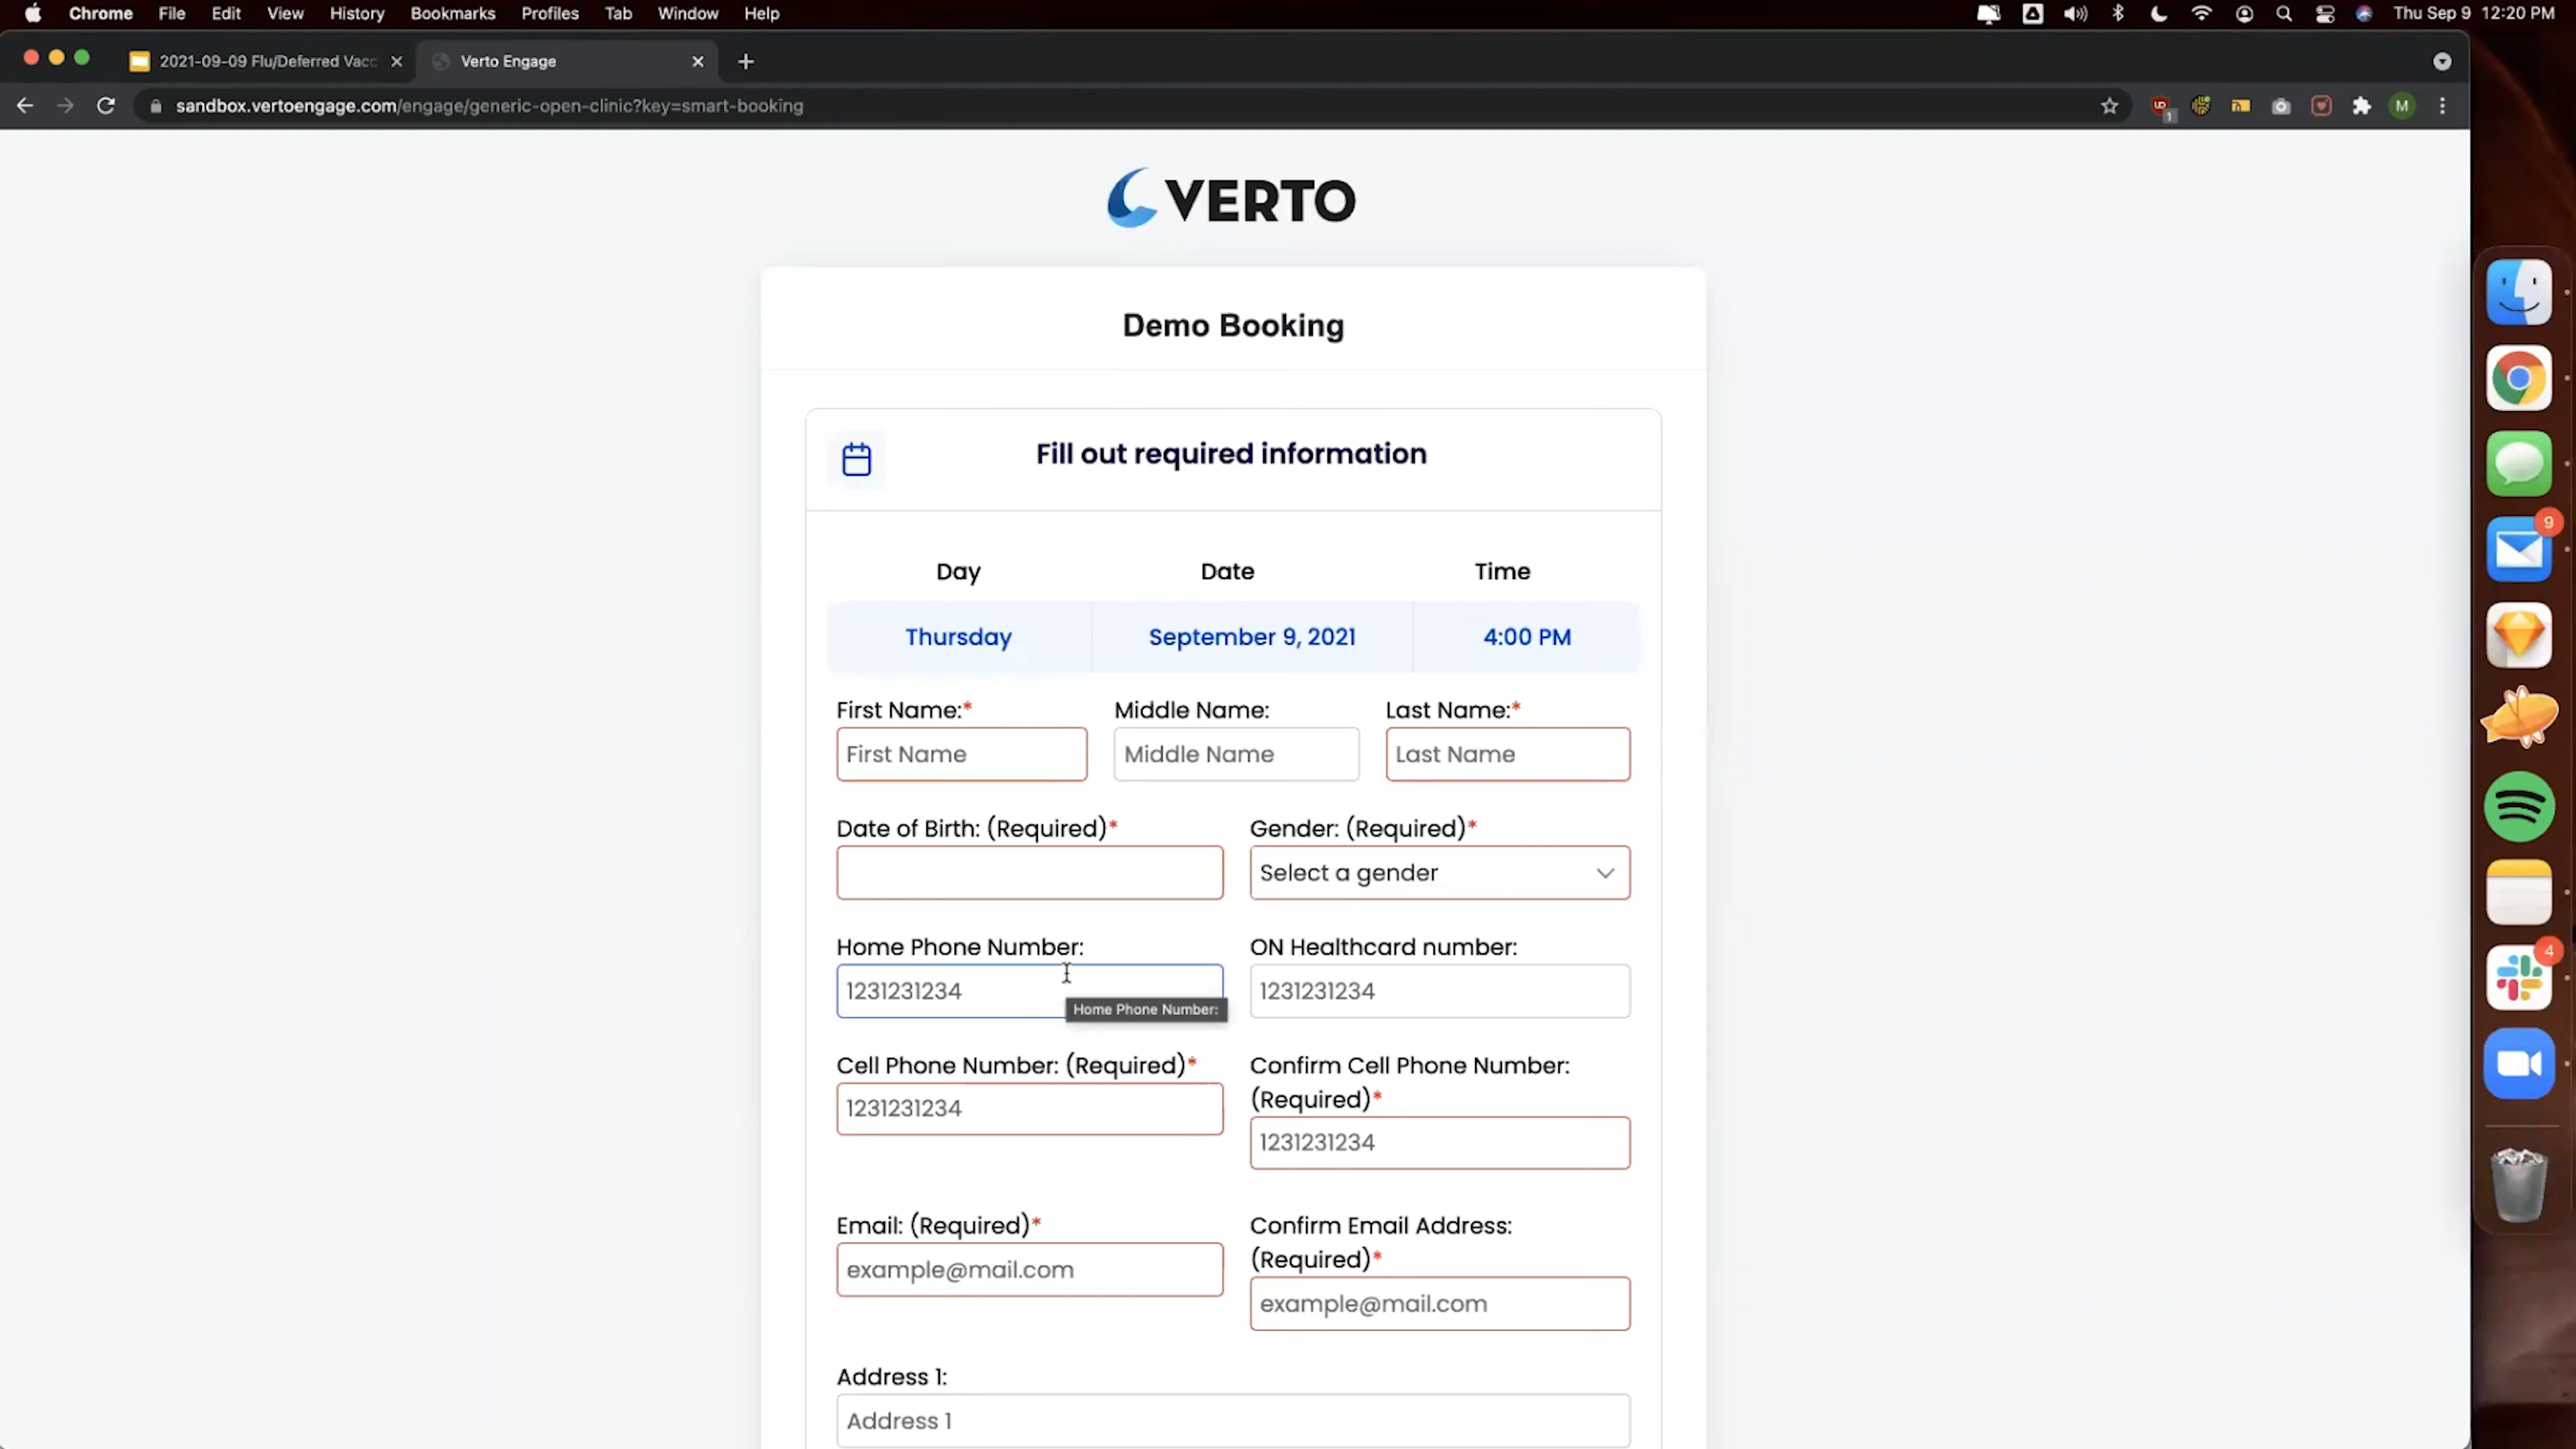 Chrome File Edit View History Bookmarks Profiles Tab Window Help Thu Sep 9 12:20 PM
2021-09-09 Flu/Deferred Vacc Verto Engage
sandbox.vertoengage.com/engage/generic-open-clinic?key=smart-booking
UD 1 M
VERTO
Demo Booking
Fill out required information
Day Date Time
Thursday September 9, 2021 4:00 PM
First Name:* Middle Name: Last Name:*
First Name Middle Name Last Name
Date of Birth: (Required)* Gender: (Required)*
Select a gender
Home Phone Number: ON Healthcard number:
1231231234 1231231234
Home Phone Number:
Cell Phone Number: (Required)* Confirm Cell Phone Number:
(Required)*
1231231234
1231231234
Email: (Required)* Confirm Email Address:
(Required)*
example@mail.com
example@mail.com
Address 1:
Address 1
9
4